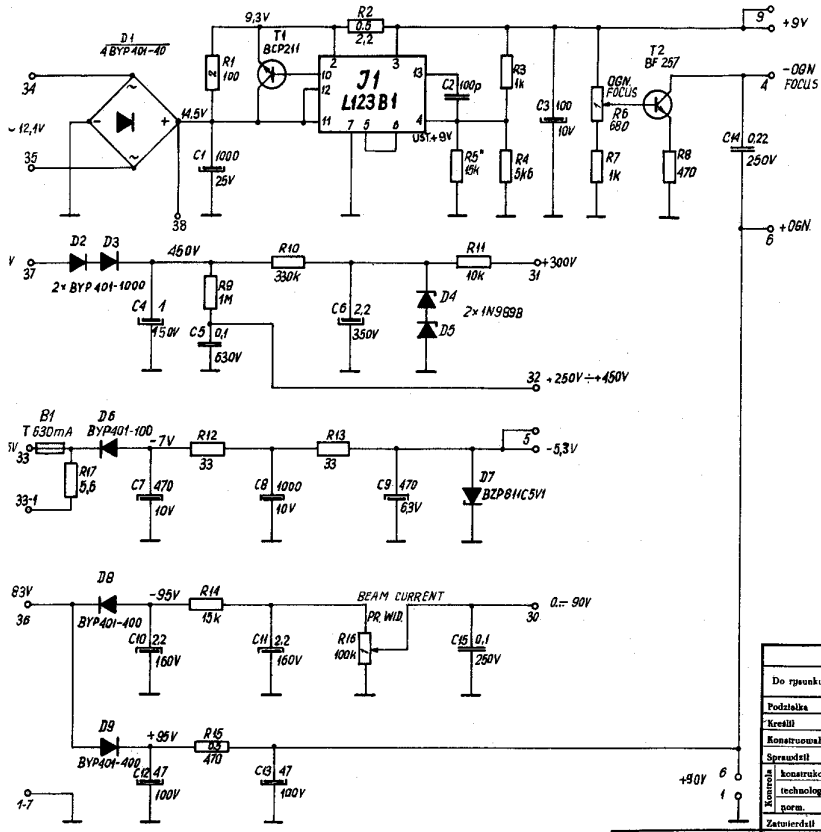 D1
4BYP401-40
34
~12,1V
35
14.5V
38
R1
2
100
C1 1000
25V
9,3V
T1
BCP211
R2
0.5
2,2
J1
L123B1
2
3
10
12
11
13
4
7
5
6
UST.+9V
C2 100p
R3
1k
R5*
15k
R4
5k6
C3 100
10V
OGN.
FOCUS
R6
680
R7
1K
T2
BF 257
R8
470
9
+9V
-OGN
4
FOCUS
C14 0,22
250V
+OGN.
6
V
37
D2 D3
2× BYP401-1000
450V
C4 1
450V
R9
1M
C5 0,1
630V
R10
330k
C6 2,2
350V
D4
D5
2×1N989B
R11
10k
+300V
31
32
+250V÷+450V
B1
T 630mA
5V
33
33-1
R17
5,6
D6
BYP401-100
-7V
C7 470
10V
R12
33
C8 1000
10V
R13
33
C9 470
6,3V
D7
BZP611C5V1
5
-5,3V
83V
36
D8
BYP401-400
-95V
C10 2,2
160V
R14
15k
C11 2,2
160V
BEAM CURRENT
PR. WID.
R16
100k
C15 0,1
250V
0.-90V
30
D9
BYP401-400
+95V
C12 47
100V
R15
0,5
470
C13 47
100V
1-7
+90V
6
1
Do rysunku
Podziałka
Kreślił
Konstruował
Sprawdził
Kontrola
konstrukc
technolog
norm.
Zatwierdził